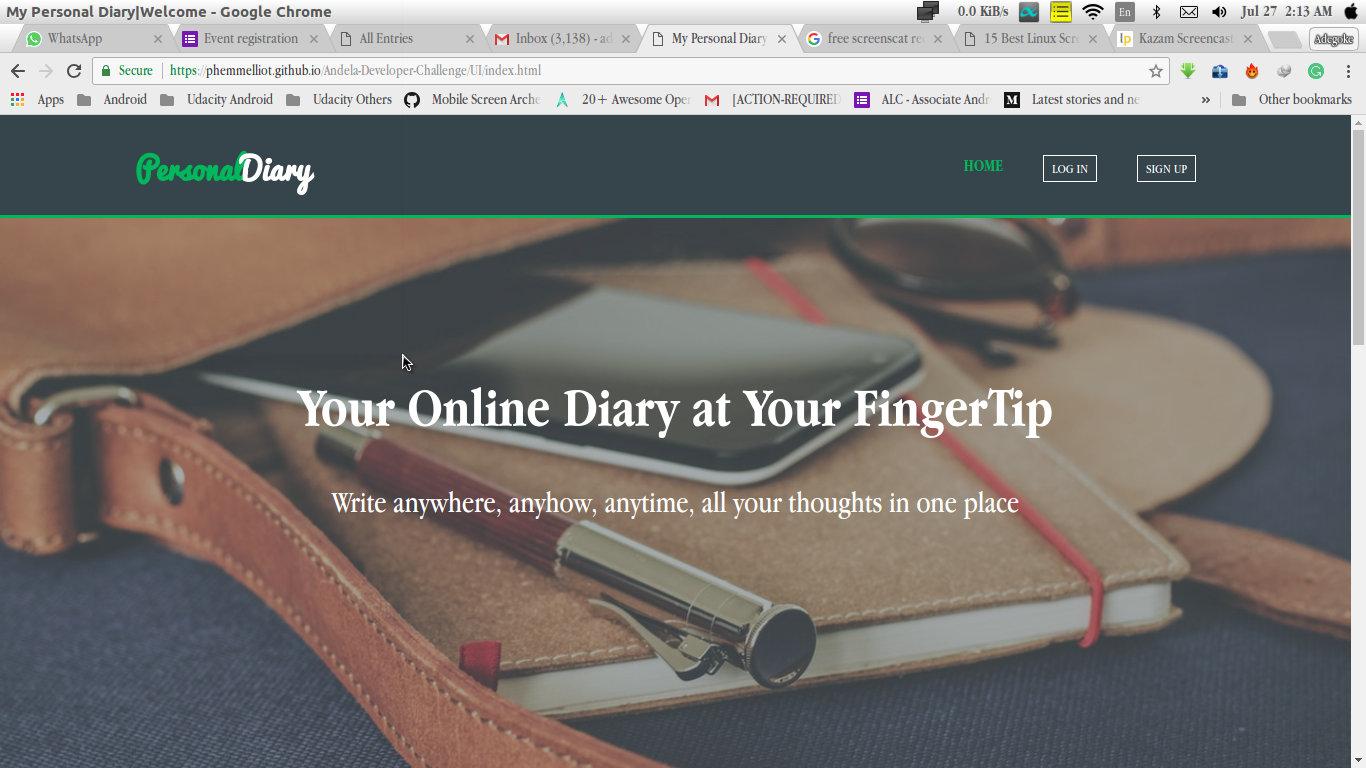 My Personal Diary|Welcome - Google Chrome
0.0 KiB/s
En
Jul 27 2:13 AM
WhatsApp
Event registration
All Entries
Inbox (3,138) - ad
My Personal Diary
free screenscat rec
15 Best Linux Scr
Kazam Screencast
Adegoke
Secure
https://phemmelliot.github.io/Andela-Developer-Challenge/UI/index.html
Apps
Android
Udacity Android
Udacity Others
Mobile Screen Arche
20+ Awesome Oper
[ACTION-REQUIRED
ALC - Associate Andr
Latest stories and ne
»
Other bookmarks
PersonalDiary
HOME
LOG IN
SIGN UP
Your Online Diary at Your FingerTip
Write anywhere, anyhow, anytime, all your thoughts in one place